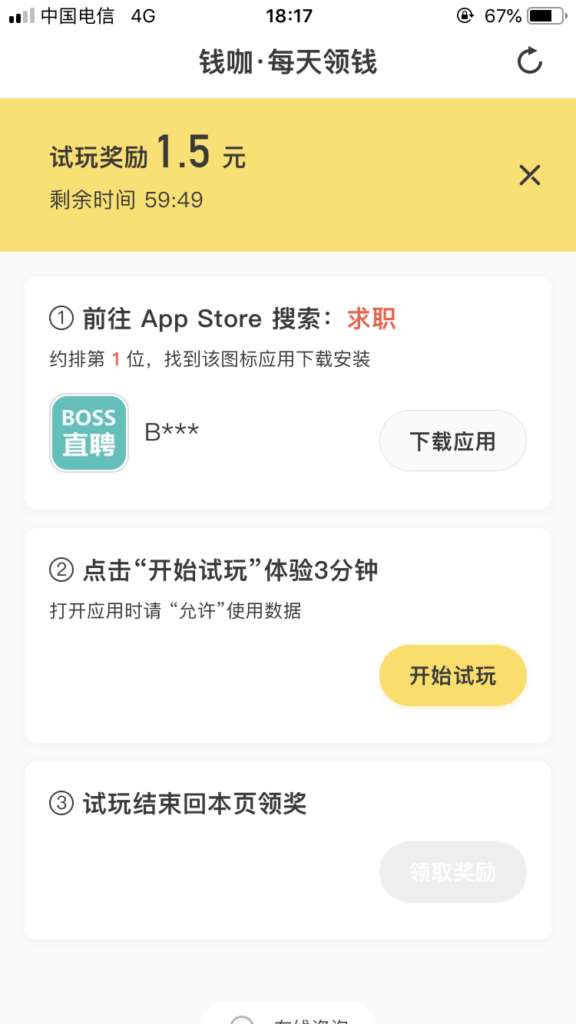 中国电信 4G 18:17 67%
钱咖·每天领钱
试玩奖励 1.5 元
剩余时间 59:49
① 前往 App Store 搜索：求职
约排第 1 位，找到该图标应用下载安装
BOSS
直聘
B***
下载应用
② 点击“开始试玩”体验3分钟
打开应用时请 “允许”使用数据
开始试玩
③ 试玩结束回本页领奖
领取奖励
在线咨询